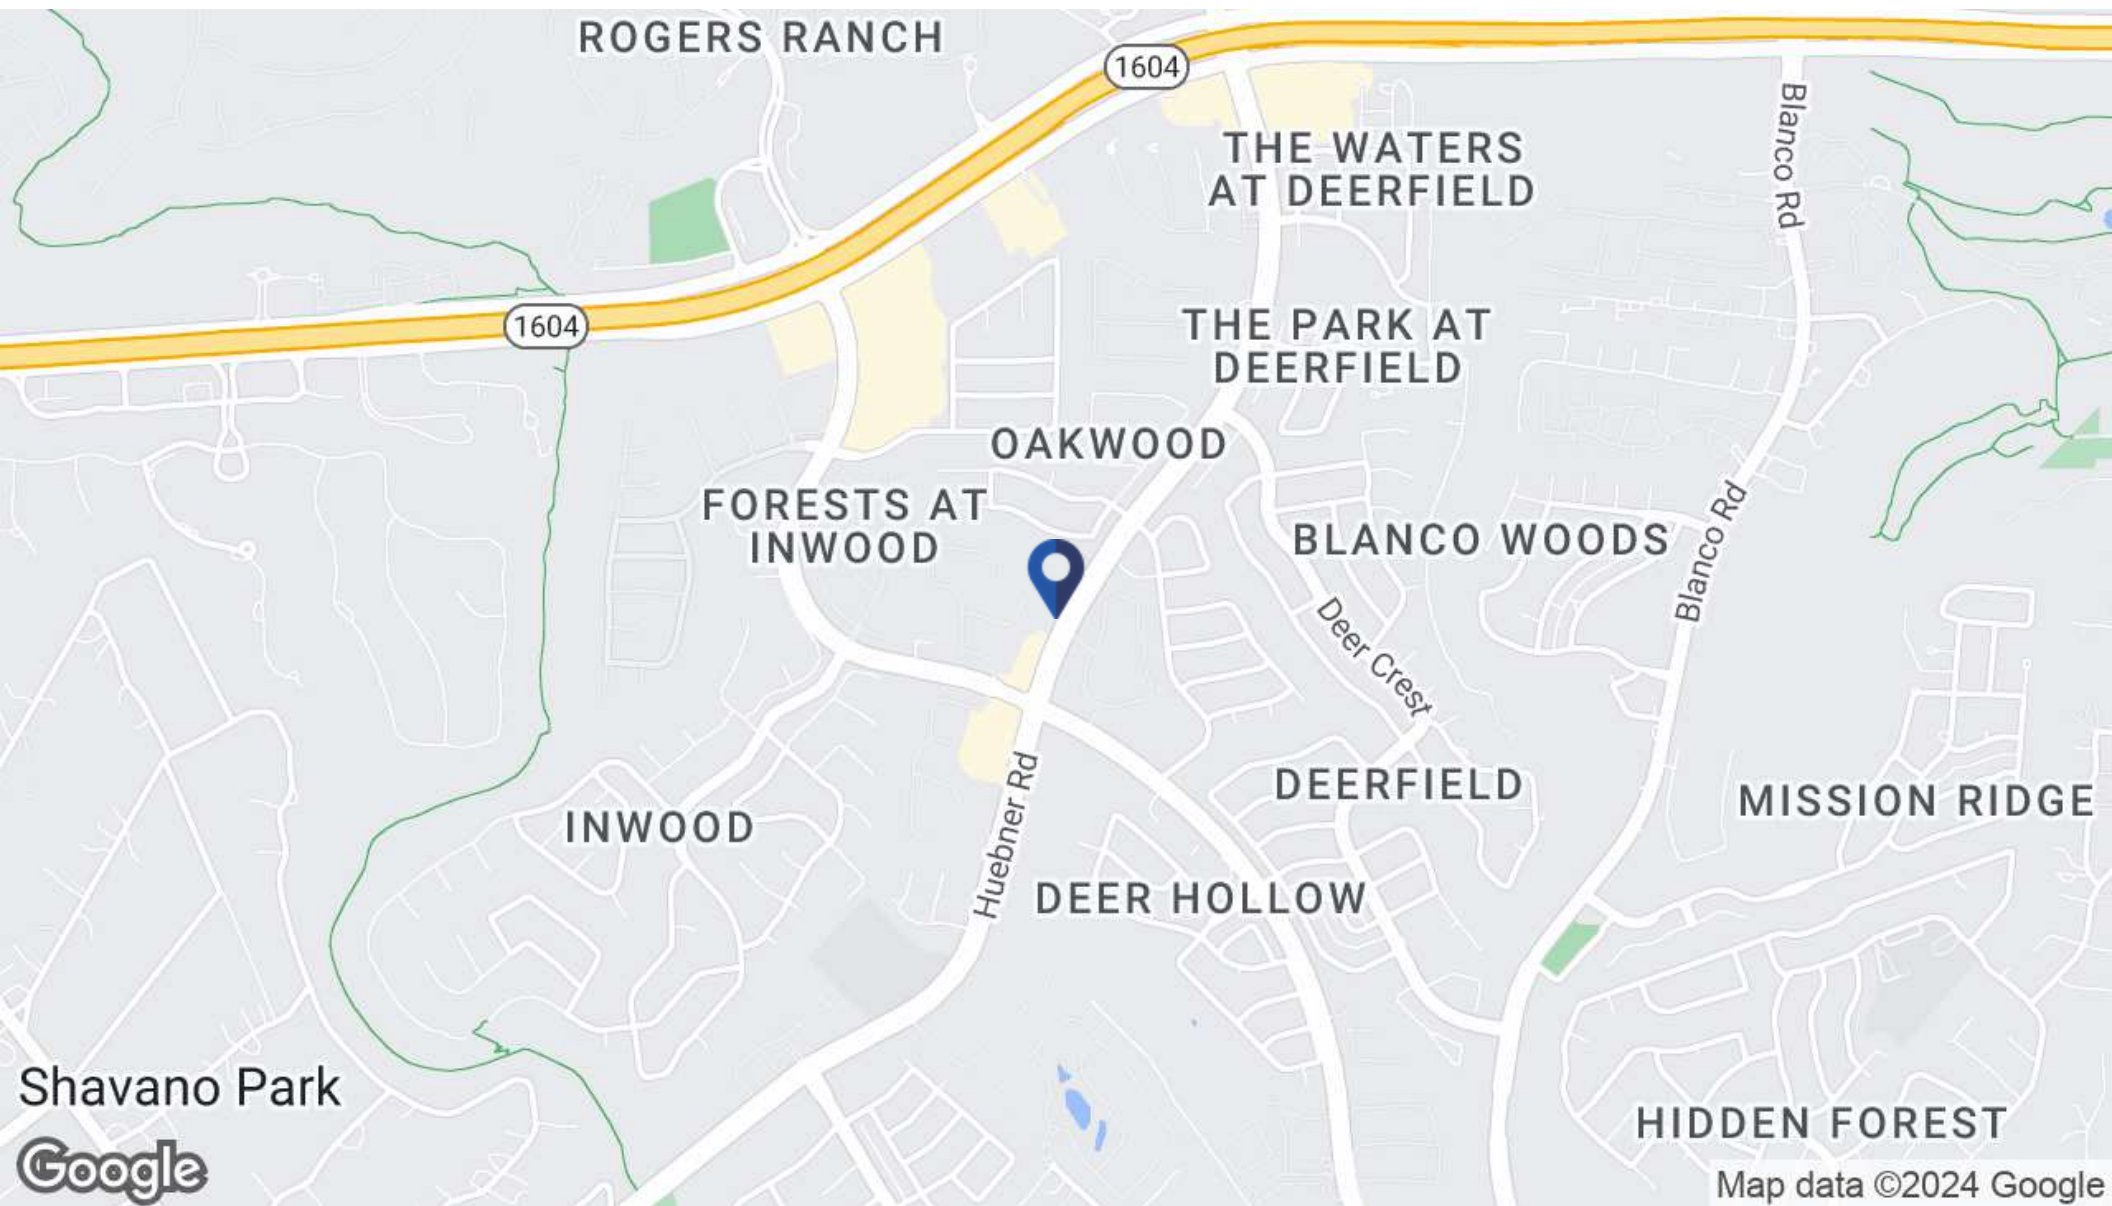 ROGERS RANCH
1604
Blanco Rd
THE WATERS
AT DEERFIELD
1604
THE PARK AT
DEERFIELD
OAKWOOD
FORESTS AT
INWOOD
BLANCO WOODS
Blanco Rd
Deer Crest
Huebner Rd
DEERFIELD
MISSION RIDGE
INWOOD
DEER HOLLOW
Shavano Park
HIDDEN FOREST
Google
Map data ©2024 Google